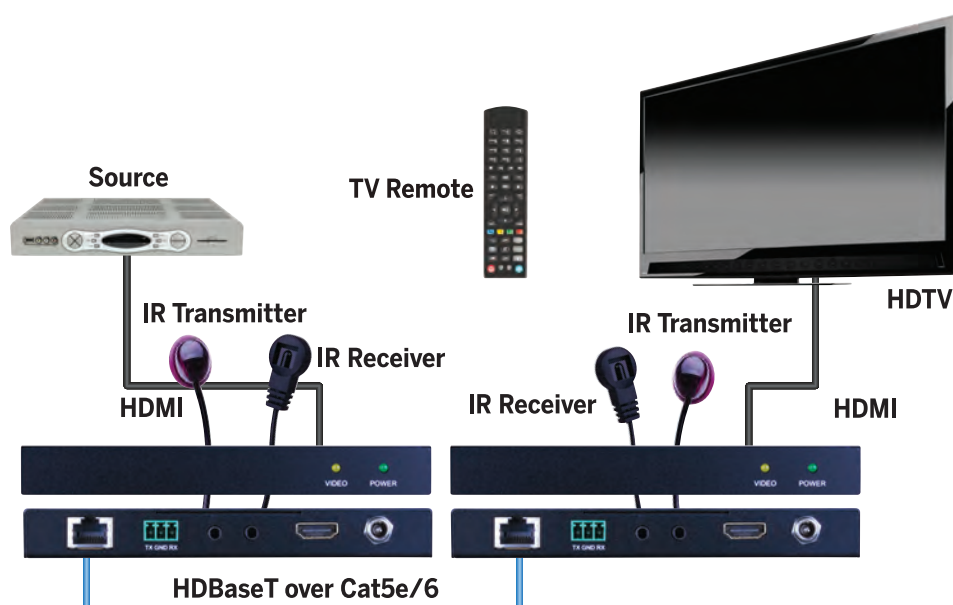 Source
TV Remote
HDTV
IR Transmitter
IR Receiver
HDMI
IR Transmitter
IR Receiver
HDMI
VIDEO POWER
VIDEO POWER
TX GND RX
TX GND RX
HDBaseT over Cat5e/6